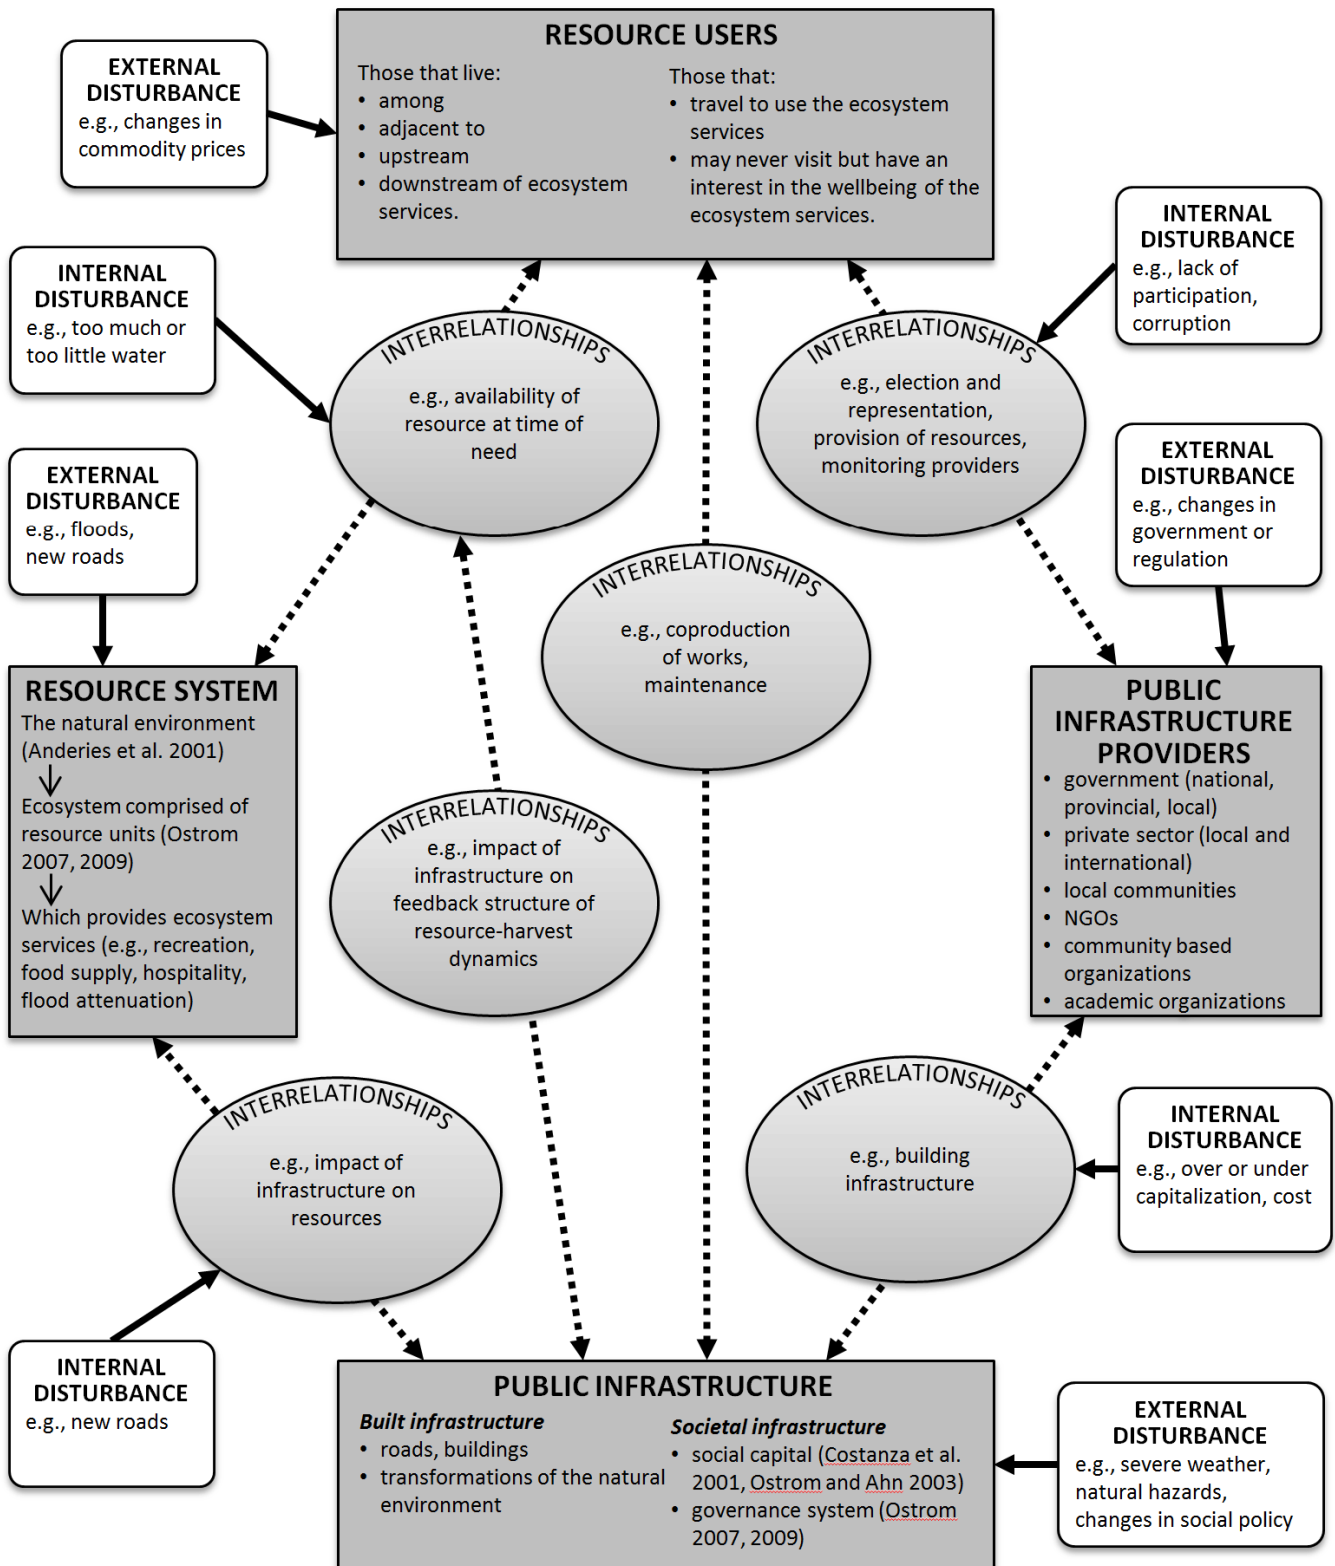 RESOURCE USERS
Those that live:
• among
• adjacent to
• upstream
• downstream of ecosystem
services.
Those that:
• travel to use the ecosystem
services
• may never visit but have an
interest in the wellbeing of the
ecosystem services.
EXTERNAL
DISTURBANCE
e.g., changes in
commodity prices
INTERNAL
DISTURBANCE
e.g., lack of
participation,
corruption
INTERNAL
DISTURBANCE
e.g., too much or
too little water
INTERRELATIONSHIPS
e.g., availability of
resource at time of
need
INTERRELATIONSHIPS
e.g., election and
representation,
provision of resources,
monitoring providers
EXTERNAL
DISTURBANCE
e.g., floods,
new roads
EXTERNAL
DISTURBANCE
e.g., changes in
government or
regulation
INTERRELATIONSHIPS
e.g., coproduction
of works,
maintenance
RESOURCE SYSTEM
The natural environment
(Anderies et al. 2001)
Ecosystem comprised of
resource units (Ostrom
2007, 2009)
Which provides ecosystem
services (e.g., recreation,
food supply, hospitality,
flood attenuation)
INTERRELATIONSHIPS
e.g., impact of
infrastructure on
feedback structure of
resource-harvest
dynamics
PUBLIC
INFRASTRUCTURE
PROVIDERS
• government (national,
provincial, local)
• private sector (local and
international)
• local communities
• NGOs
• community based
organizations
• academic organizations
INTERRELATIONSHIPS
e.g., impact of
infrastructure on
resources
INTERRELATIONSHIPS
e.g., building
infrastructure
INTERNAL
DISTURBANCE
e.g., over or under
capitalization, cost
INTERNAL
DISTURBANCE
e.g., new roads
PUBLIC INFRASTRUCTURE
Built infrastructure
• roads, buildings
• transformations of the natural
environment
Societal infrastructure
• social capital (Costanza et al.
2001, Ostrom and Ahn 2003)
• governance system (Ostrom
2007, 2009)
EXTERNAL
DISTURBANCE
e.g., severe weather,
natural hazards,
changes in social policy